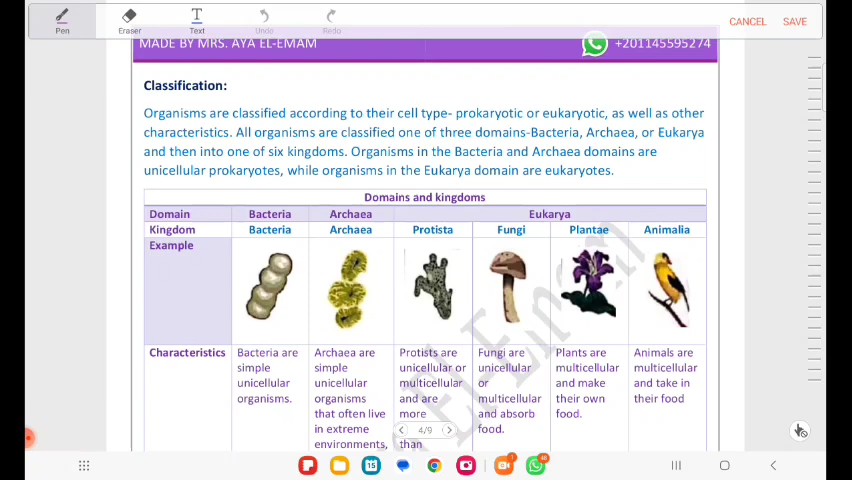 Pen
Eraser
Text
Undo
Redo
CANCEL
SAVE
MADE BY MRS. AYA EL-EMAM
+201145595274
Classification:
Organisms are classified according to their cell type- prokaryotic or eukaryotic, as well as other
characteristics. All organisms are classified one of three domains-Bacteria, Archaea, or Eukarya
and then into one of six kingdoms. Organisms in the Bacteria and Archaea domains are
unicellular prokaryotes, while organisms in the Eukarya domain are eukaryotes.
Domains and kingdoms
Domain Bacteria Archaea Eukarya
Kingdom Bacteria Archaea Protista Fungi Plantae Animalia
Example
Characteristics
Bacteria are
simple
unicellular
organisms.
Archaea are
simple
unicellular
organisms
that often live
in extreme
environments,
Protists are
unicellular or
multicellular
and are
more
than
Fungi are
unicellular
or
multicellular
and absorb
food.
Plants are
multicellular
and make
their own
food.
Animals are
multicellular
and take in
their food
El-Emam
4/9
15
1
48